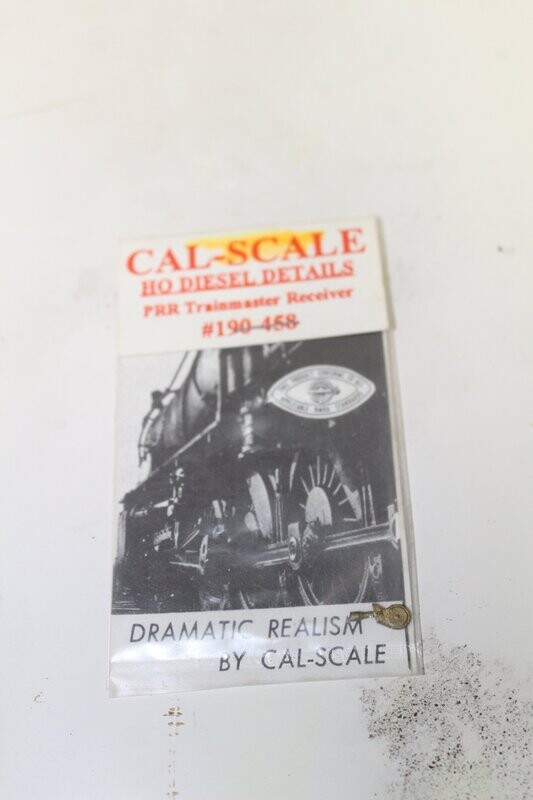 CAL-SCALE
HO DIESEL DETAILS
PRR Trainmaster Receiver
#190-458
DRAMATIC REALISM
BY CAL-SCALE